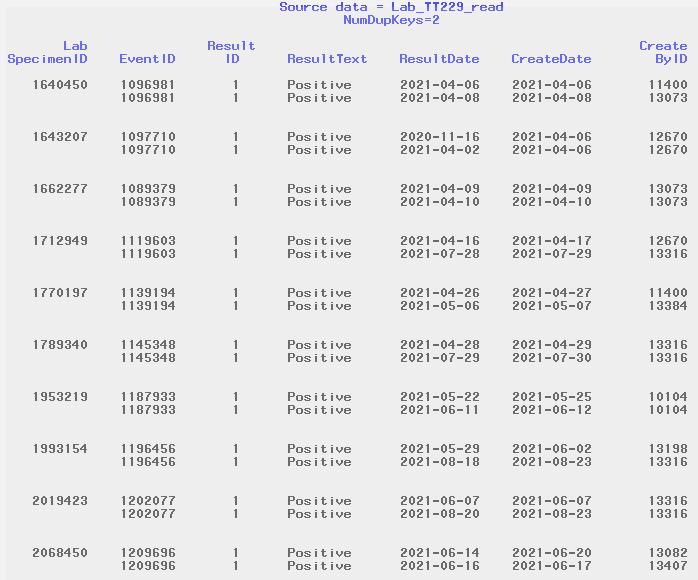 Source data = Lab_TT229_read
NumDupKeys=2
Lab Result Create
SpecimenID EventID ID ResultText ResultDate CreateDate ByID
1640450 1096981 1 Positive 2021-04-06 2021-04-06 11400
1096981 1 Positive 2021-04-08 2021-04-08 13073
1643207 1097710 1 Positive 2020-11-16 2021-04-06 12670
1097710 1 Positive 2021-04-02 2021-04-06 12670
1662277 1089379 1 Positive 2021-04-09 2021-04-09 13073
1089379 1 Positive 2021-04-10 2021-04-10 13073
1712949 1119603 1 Positive 2021-04-16 2021-04-17 12670
1119603 1 Positive 2021-07-28 2021-07-29 13316
1770197 1139194 1 Positive 2021-04-26 2021-04-27 11400
1139194 1 Positive 2021-05-06 2021-05-07 13384
1789340 1145348 1 Positive 2021-04-28 2021-04-29 13316
1145348 1 Positive 2021-07-29 2021-07-30 13316
1953219 1187933 1 Positive 2021-05-22 2021-05-25 10104
1187933 1 Positive 2021-06-11 2021-06-12 10104
1993154 1196456 1 Positive 2021-05-29 2021-06-02 13198
1196456 1 Positive 2021-08-18 2021-08-23 13316
2019423 1202077 1 Positive 2021-06-07 2021-06-07 13316
1202077 1 Positive 2021-08-20 2021-08-23 13316
2068450 1209696 1 Positive 2021-06-14 2021-06-20 13082
1209696 1 Positive 2021-06-16 2021-06-17 13407